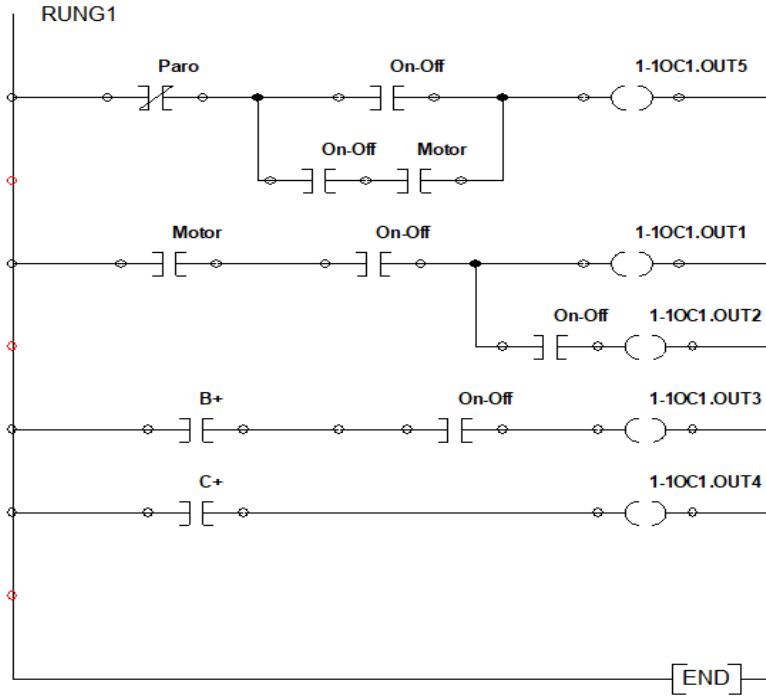 RUNG1
Paro On-Off 1-1OC1.OUT5
On-Off Motor
Motor On-Off 1-1OC1.OUT1
On-Off 1-1OC1.OUT2
B+ On-Off 1-1OC1.OUT3
C+ 1-1OC1.OUT4
END